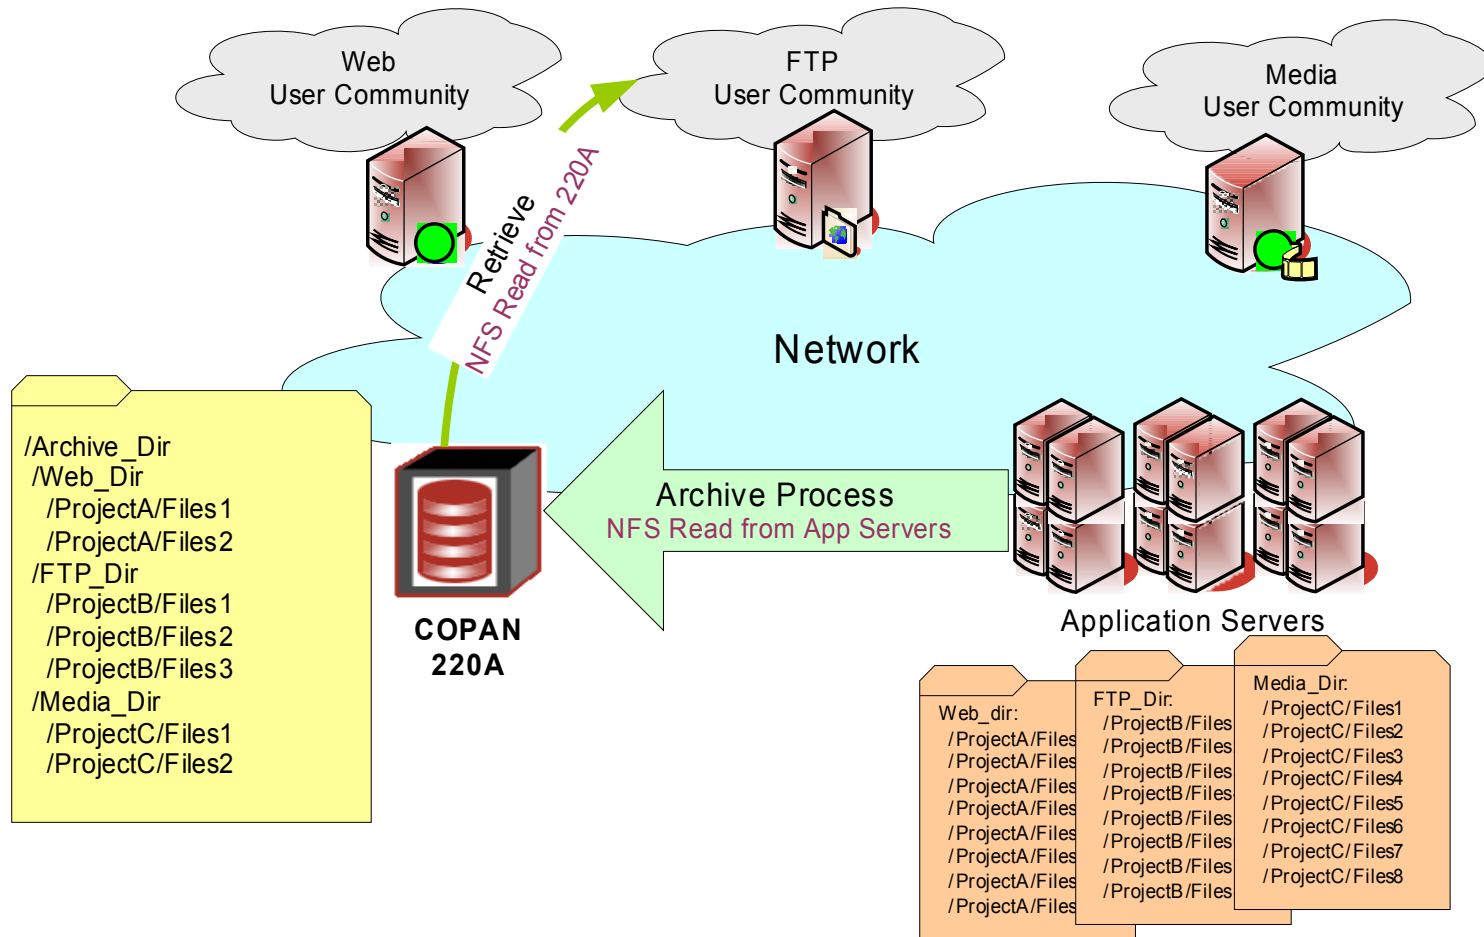 Web
User Community
FTP
User Community
Media
User Community
Retrieve
NFS Read from 220A
Network
/Archive_Dir
/Web_Dir
/ProjectA/Files1
/ProjectA/Files2
/FTP_Dir
/ProjectB/Files1
/ProjectB/Files2
/ProjectB/Files3
/Media_Dir
/ProjectC/Files1
/ProjectC/Files2
COPAN
220A
Archive Process
NFS Read from App Servers
Application Servers
Web_dir:
/ProjectA/Files
/ProjectA/Files
/ProjectA/Files
/ProjectA/Files
/ProjectA/Files
/ProjectA/Files
/ProjectA/Files
/ProjectA/Files
FTP_Dir:
/ProjectB/Files
/ProjectB/Files
/ProjectB/Files
/ProjectB/Files
/ProjectB/Files
/ProjectB/Files
/ProjectB/Files
/ProjectB/Files
Media_Dir:
/ProjectC/Files1
/ProjectC/Files2
/ProjectC/Files3
/ProjectC/Files4
/ProjectC/Files5
/ProjectC/Files6
/ProjectC/Files7
/ProjectC/Files8